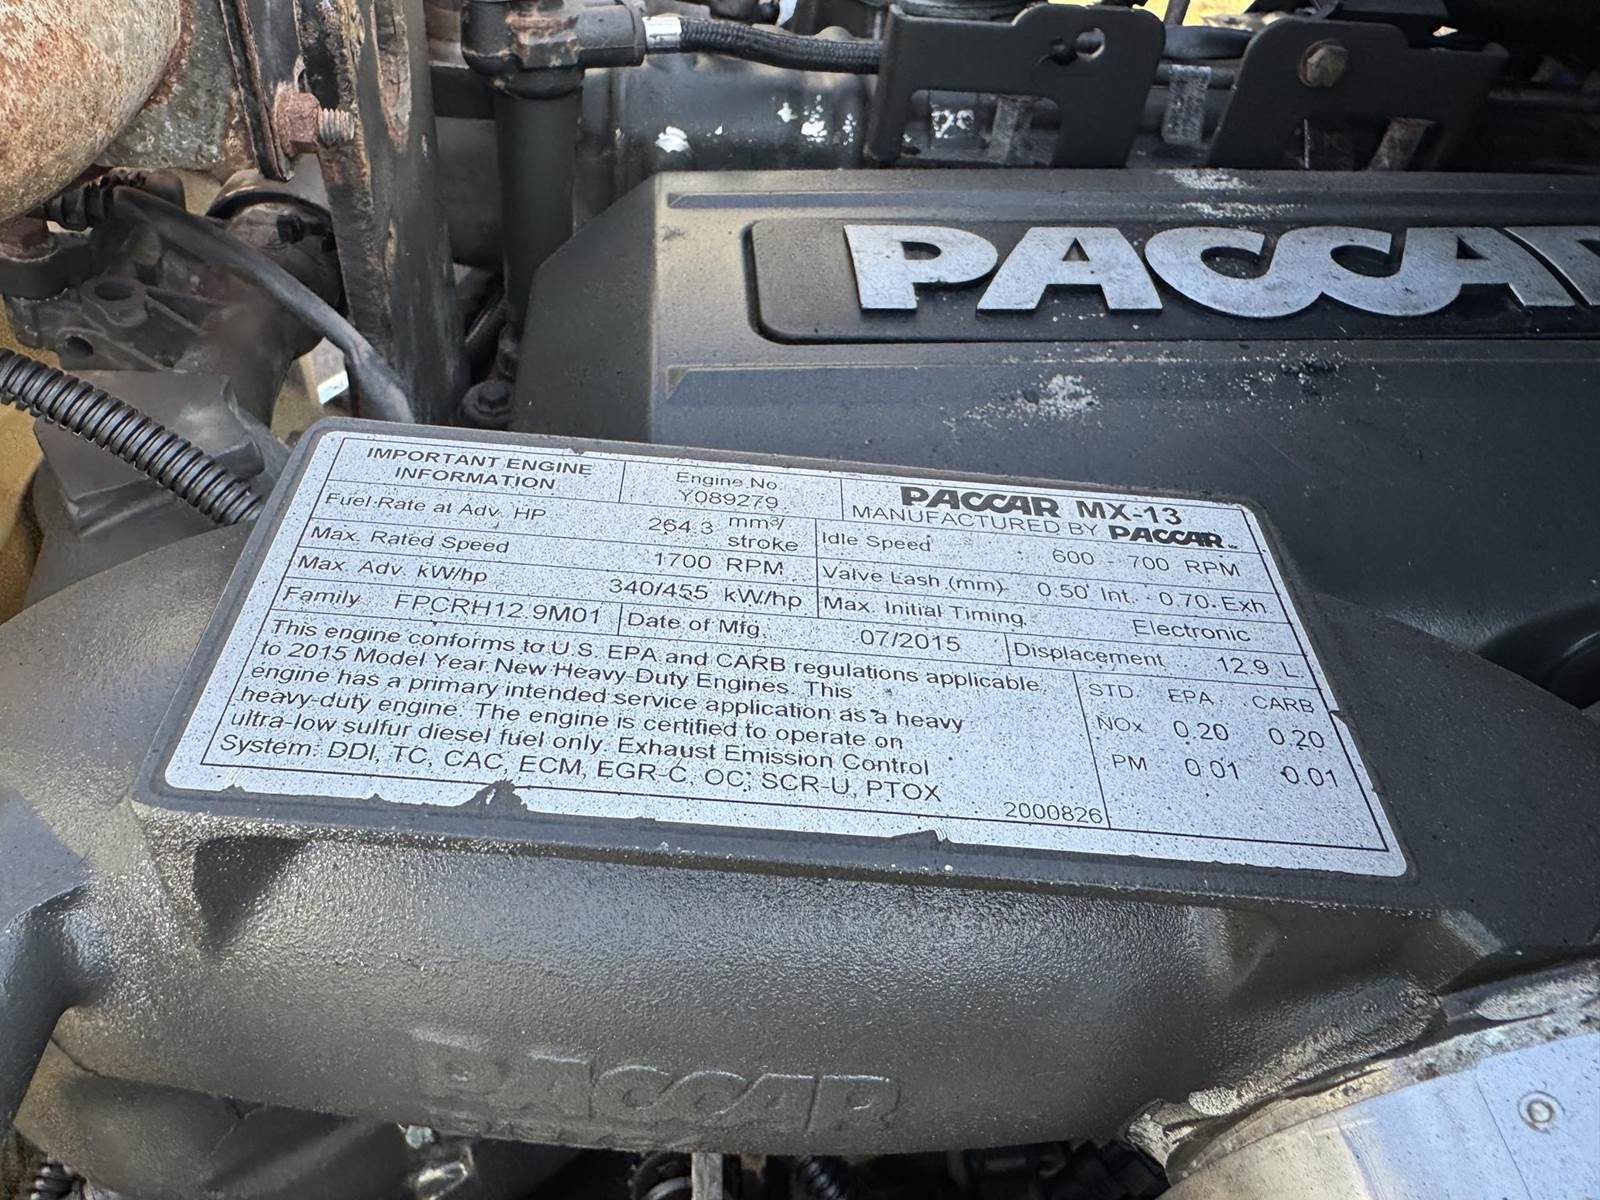 PACCAR
IMPORTANT ENGINE
INFORMATION
Engine No.
Y089279
PACCAR MX-13
MANUFACTURED BY PACCAR
Fuel Rate at Adv. HP 264.3 mm³/
stroke
Idle Speed 600 - 700 RPM
Max. Rated Speed 1700 RPM
Valve Lash (mm) 0.50 Int. 0.70 Exh
Max. Adv. kW/hp 340/455 kW/hp
Max. Initial Timing Electronic
Family FPCRH12.9M01
Date of Mfg. 07/2015
Displacement 12.9 L.
This engine conforms to U.S. EPA and CARB regulations applicable
to 2015 Model Year New Heavy-Duty Engines. This
engine has a primary intended service application as a heavy
heavy-duty engine. The engine is certified to operate on
ultra-low sulfur diesel fuel only. Exhaust Emission Control
System: DDI, TC, CAC, ECM, EGR-C, OC, SCR-U, PTOX
STD. EPA CARB
NOx 0.20 0.20
PM 0.01 0.01
2000826
PACCAR